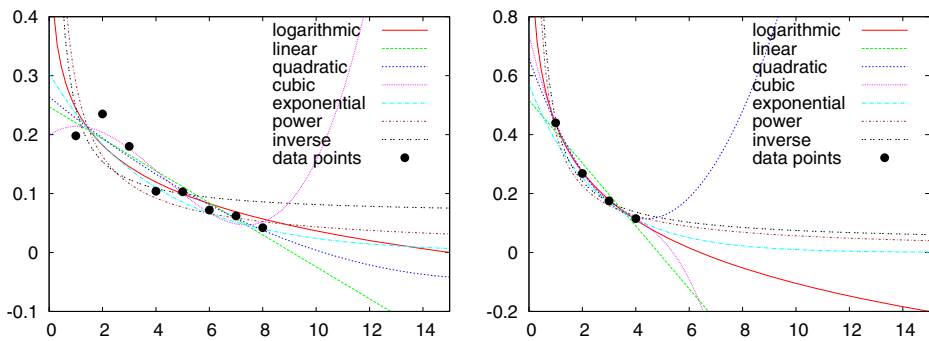 0.4
0.3
0.2
0.1
0
-0.1
0 2 4 6 8 10 12 14
logarithmic
linear
quadratic
cubic
exponential
power
inverse
data points
0.8
0.6
0.4
0.2
0
-0.2
0 2 4 6 8 10 12 14
logarithmic
linear
quadratic
cubic
exponential
power
inverse
data points